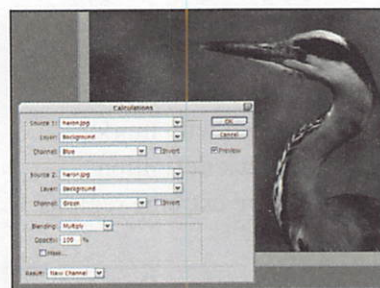 Calculations
Source 1: heron.jpg
OK
Layer: Background
Cancel
Channel: Blue Invert
Preview
Source 2: heron.jpg
Layer: Background
Channel: Green Invert
Blending: Multiply
Opacity: 100 %
Mask...
Result: New Channel